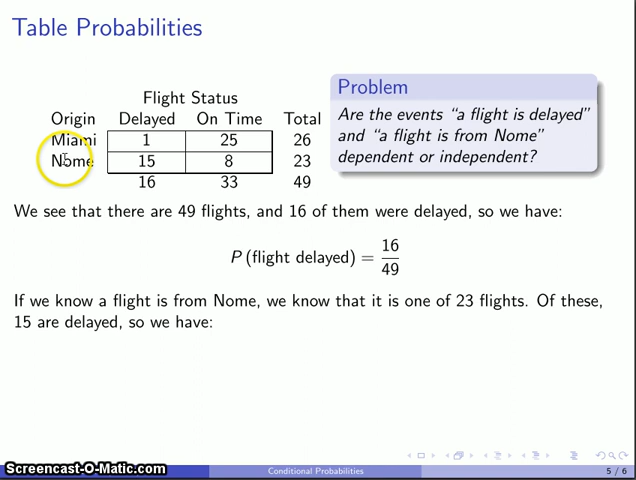 Table Probabilities
Flight Status
Origin Delayed On Time Total
Miami 1 25 26
Nome 15 8 23
16 33 49
Problem
Are the events “a flight is delayed”
and “a flight is from Nome”
dependent or independent?
We see that there are 49 flights, and 16 of them were delayed, so we have:
P (flight delayed) = 16/49
If we know a flight is from Nome, we know that it is one of 23 flights. Of these,
15 are delayed, so we have:
Screencast-O-Matic.com
Conditional Probabilities
5 / 6